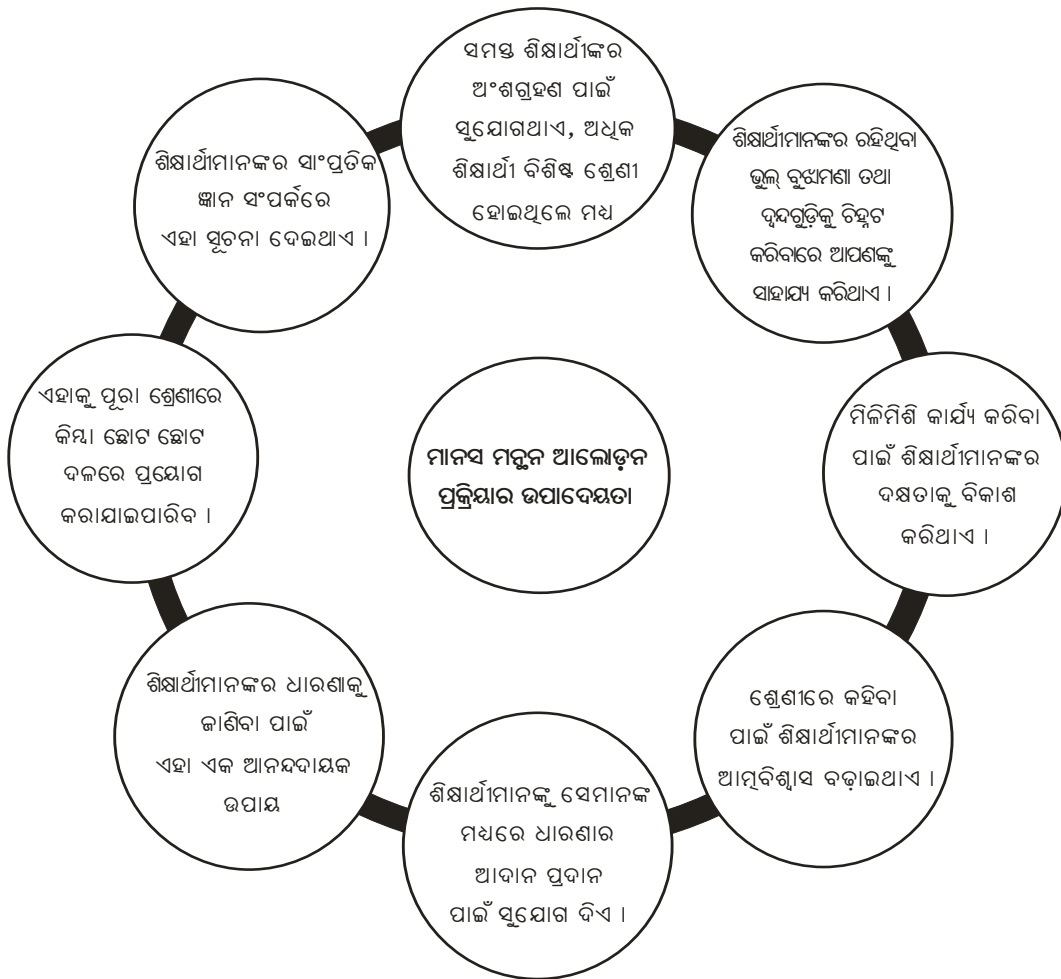 ସମସ୍ତ ଶିକ୍ଷାର୍ଥୀଙ୍କର
ଅଂଶଗ୍ରହଣ ପାଇଁ
ସୁଯୋଗଥାଏ, ଅଧିକ
ଶିକ୍ଷାର୍ଥୀ ବିଶିଷ୍ଟ ଶ୍ରେଣୀ
ହୋଇଥିଲେ ମଧ୍ୟ
ଶିକ୍ଷାର୍ଥୀମାନଙ୍କର ରହିଥିବା
ଭୁଲ୍ ବୁଝାମଣା ତଥା
ଦ୍ୱନ୍ଦଗୁଡ଼ିକୁ ଚିହ୍ନଟ
କରିବାରେ ଆପଣଙ୍କୁ
ସାହାଯ୍ୟ କରିଥାଏ ।
ମିଳିମିଶି କାର୍ଯ୍ୟ କରିବା
ପାଇଁ ଶିକ୍ଷାର୍ଥୀମାନଙ୍କର
ଦକ୍ଷତାକୁ ବିକାଶ
କରିଥାଏ ।
ଶ୍ରେଣୀରେ କହିବା
ପାଇଁ ଶିକ୍ଷାର୍ଥୀମାନଙ୍କର
ଆତ୍ମବିଶ୍ୱାସ ବଢ଼ାଇଥାଏ ।
ଶିକ୍ଷାର୍ଥୀମାନଙ୍କୁ ସେମାନଙ୍କ
ମଧ୍ୟରେ ଧାରଣାର
ଆଦାନ ପ୍ରଦାନ
ପାଇଁ ସୁଯୋଗ ଦିଏ ।
ଶିକ୍ଷାର୍ଥୀମାନଙ୍କର ଧାରଣାକୁ
ଜାଣିବା ପାଇଁ
ଏହା ଏକ ଆନନ୍ଦଦାୟକ
ଉପାୟ
ଏହାକୁ ପୂରା ଶ୍ରେଣୀରେ
କିମ୍ୱା ଛୋଟ ଛୋଟ
ଦଳରେ ପ୍ରୟୋଗ
କରାଯାଇପାରିବ ।
ଶିକ୍ଷାର୍ଥୀମାନଙ୍କର ସାଂପ୍ରତିକ
ଜ୍ଞାନ ସଂପର୍କରେ
ଏହା ସୂଚନା ଦେଇଥାଏ ।
ମାନସ ମନ୍ଥନ ଆଲୋଡ଼ନ
ପ୍ରକ୍ରିୟାର ଉପାଦେୟତା